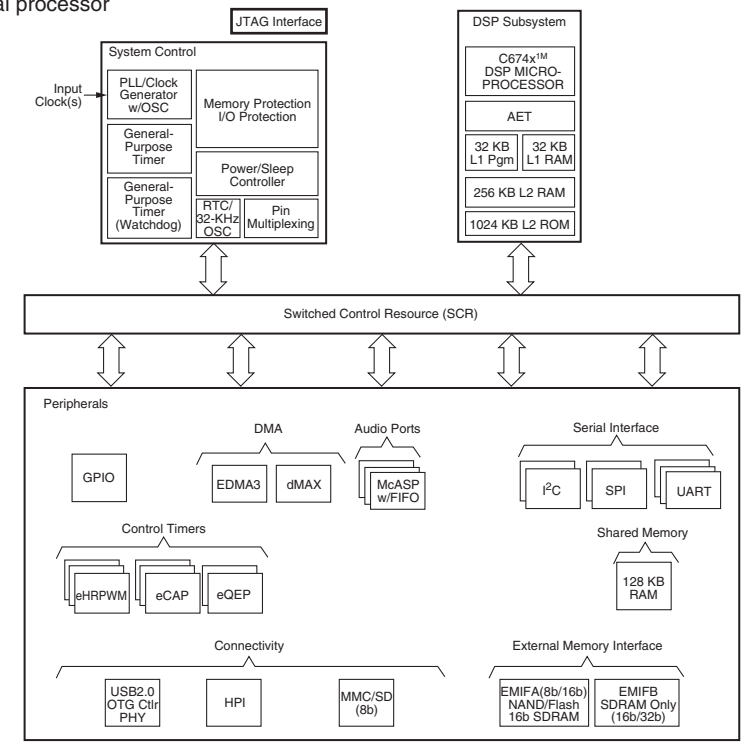 al processor
JTAG Interface
System Control
Input
Clock(s)
PLL/Clock
Generator
w/OSC
General-
Purpose
Timer
General-
Purpose
Timer
(Watchdog)
Memory Protection
I/O Protection
Power/Sleep
Controller
RTC/
32-KHz
OSC
Pin
Multiplexing
DSP Subsystem
C674x1M
DSP MICRO-
PROCESSOR
AET
32 KB
L1 Pgm
32 KB
L1 RAM
256 KB L2 RAM
1024 KB L2 ROM
Switched Control Resource (SCR)
Peripherals
GPIO
DMA
EDMA3
dMAX
Audio Ports
McASP
w/FIFO
Serial Interface
I2C
SPI
UART
Control Timers
eHRPWM
eCAP
eQEP
Shared Memory
128 KB
RAM
Connectivity
USB2.0
OTG Ctlr
PHY
HPI
MMC/SD
(8b)
External Memory Interface
EMIFA(8b/16b)
NAND/Flash
16b SDRAM
EMIFB
SDRAM Only
(16b/32b)